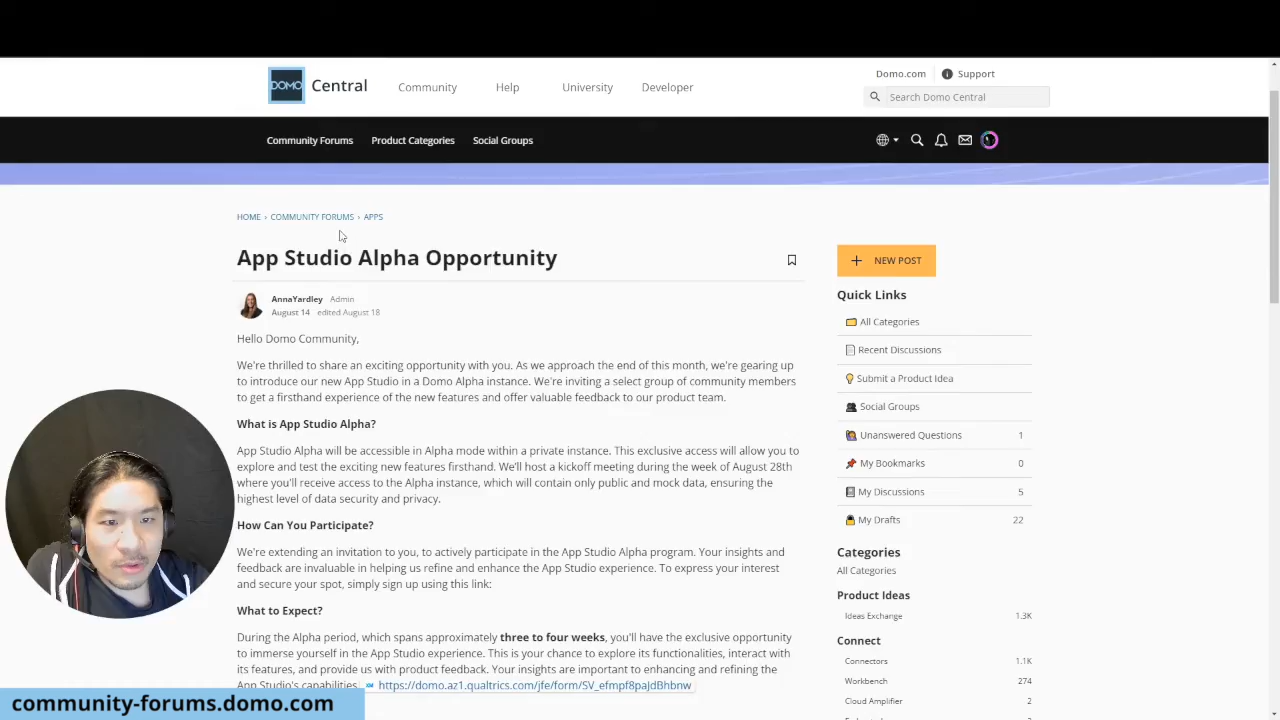 DOMO Central
Community
Help
University
Developer
Domo.com
Support
Search Domo Central
Community Forums
Product Categories
Social Groups
HOME › COMMUNITY FORUMS › APPS
App Studio Alpha Opportunity
AnnaYardley Admin
August 14 edited August 18
Hello Domo Community,
We're thrilled to share an exciting opportunity with you. As we approach the end of this month, we're gearing up
to introduce our new App Studio in a Domo Alpha instance. We're inviting a select group of community members
to get a firsthand experience of the new features and offer valuable feedback to our product team.
What is App Studio Alpha?
App Studio Alpha will be accessible in Alpha mode within a private instance. This exclusive access will allow you to
explore and test the exciting new features firsthand. We'll host a kickoff meeting during the week of August 28th
where you'll receive access to the Alpha instance, which will contain only public and mock data, ensuring the
highest level of data security and privacy.
How Can You Participate?
We're extending an invitation to you, to actively participate in the App Studio Alpha program. Your insights and
feedback are invaluable in helping us refine and enhance the App Studio experience. To express your interest
and secure your spot, simply sign up using this link:
What to Expect?
During the Alpha period, which spans approximately three to four weeks, you'll have the exclusive opportunity
to immerse yourself in the App Studio experience. This is your chance to explore its functionalities, interact with
its features, and provide us with product feedback. Your insights are important to enhancing and refining the
App Studio's capabilities
https://domo.az1.qualtrics.com/jfe/form/SV_efmpf8paJdBhbnw
+ NEW POST
Quick Links
All Categories
Recent Discussions
Submit a Product Idea
Social Groups
Unanswered Questions 1
My Bookmarks 0
My Discussions 5
My Drafts 22
Categories
All Categories
Product Ideas
Ideas Exchange 1.3K
Connect
Connectors 1.1K
Workbench 274
Cloud Amplifier 2
community-forums.domo.com